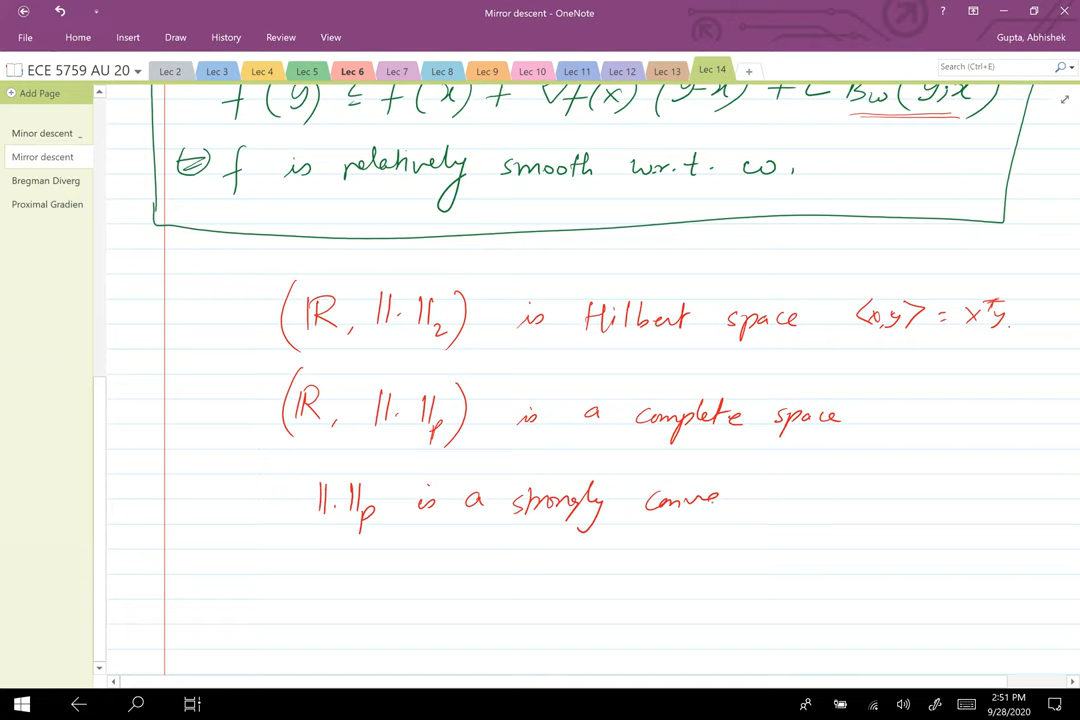 Mirror descent - OneNote
?
File Home Insert Draw History Review View
Gupta, Abhishek
ECE 5759 AU 20
Lec 2 Lec 3 Lec 4 Lec 5 Lec 6 Lec 7 Lec 8 Lec 9 Lec 10 Lec 11 Lec 12 Lec 13 Lec 14 +
Search (Ctrl+E)
Add Page
Minor descent _
Mirror descent
Bregman Diverg
Proximal Gradien
f(y) ≤ f(x) + ∇f(x) (y-x) + L Bω(y;x)
f is relatively smooth w.r.t. ω.
(ℝ, ||·||₂) is Hilbert space <x,y> = xᵀy.
(ℝ, ||·||ₚ) is a complete space
||·||ₚ is a strongly conve
2:51 PM
9/28/2020